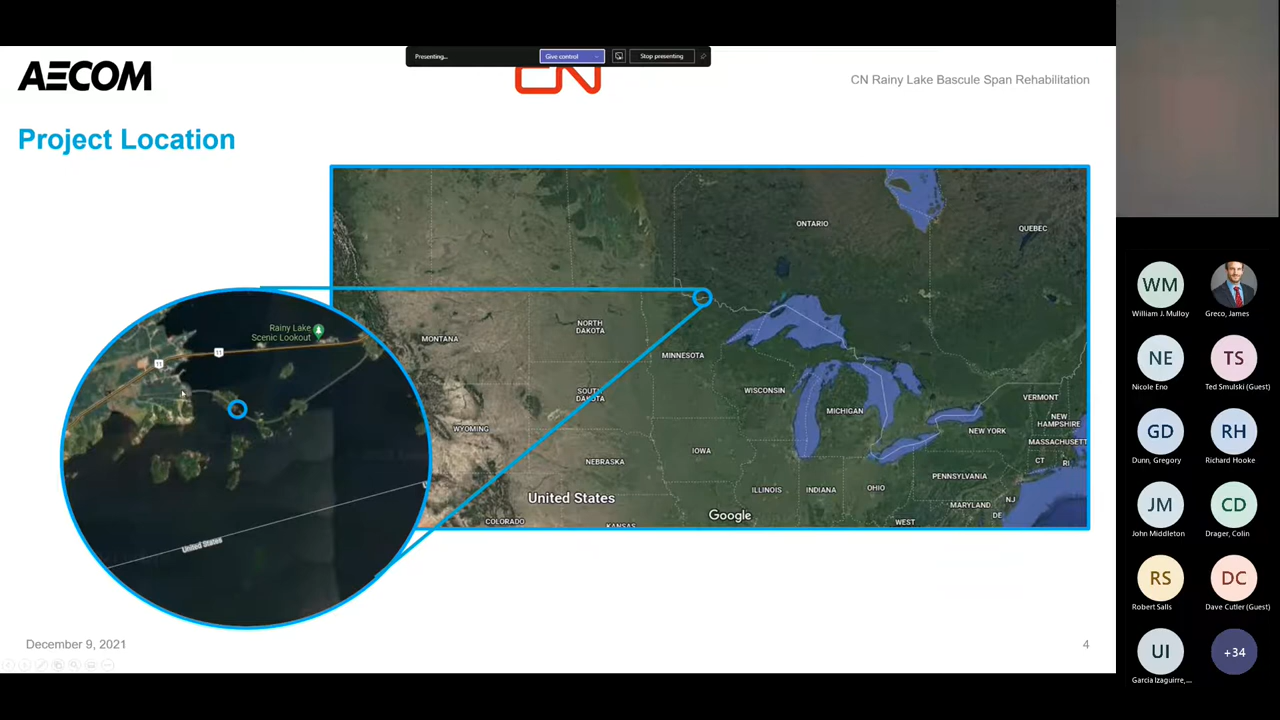 Presenting...
Give control
Stop presenting
AECOM
CN
CN Rainy Lake Bascule Span Rehabilitation
Project Location
ONTARIO
QUEBEC
NORTH
DAKOTA
MONTANA
MINNESOTA
SOUTH
DAKOTA
WISCONSIN
MICHIGAN
VERMONT
NEW
HAMPSHIRE
WYOMING
NEW YORK
MASSACHUSETT
IOWA
CT
RI
NEBRASKA
PENNSYLVANIA
ILLINOIS
INDIANA
OHIO
NJ
United States
MARYLAND
DE
Google
COLORADO
KANSAS
WEST
Rainy Lake
Scenic Lookout
11
11
United States
December 9, 2021
4
WM
William J. Mulloy
Greco, James
NE
Nicole Eno
TS
Ted Smulski (Guest)
GD
Dunn, Gregory
RH
Richard Hooke
JM
John Middleton
CD
Drager, Colin
RS
Robert Salls
DC
Dave Cutler (Guest)
UI
Garcia Izaguirre,...
+34